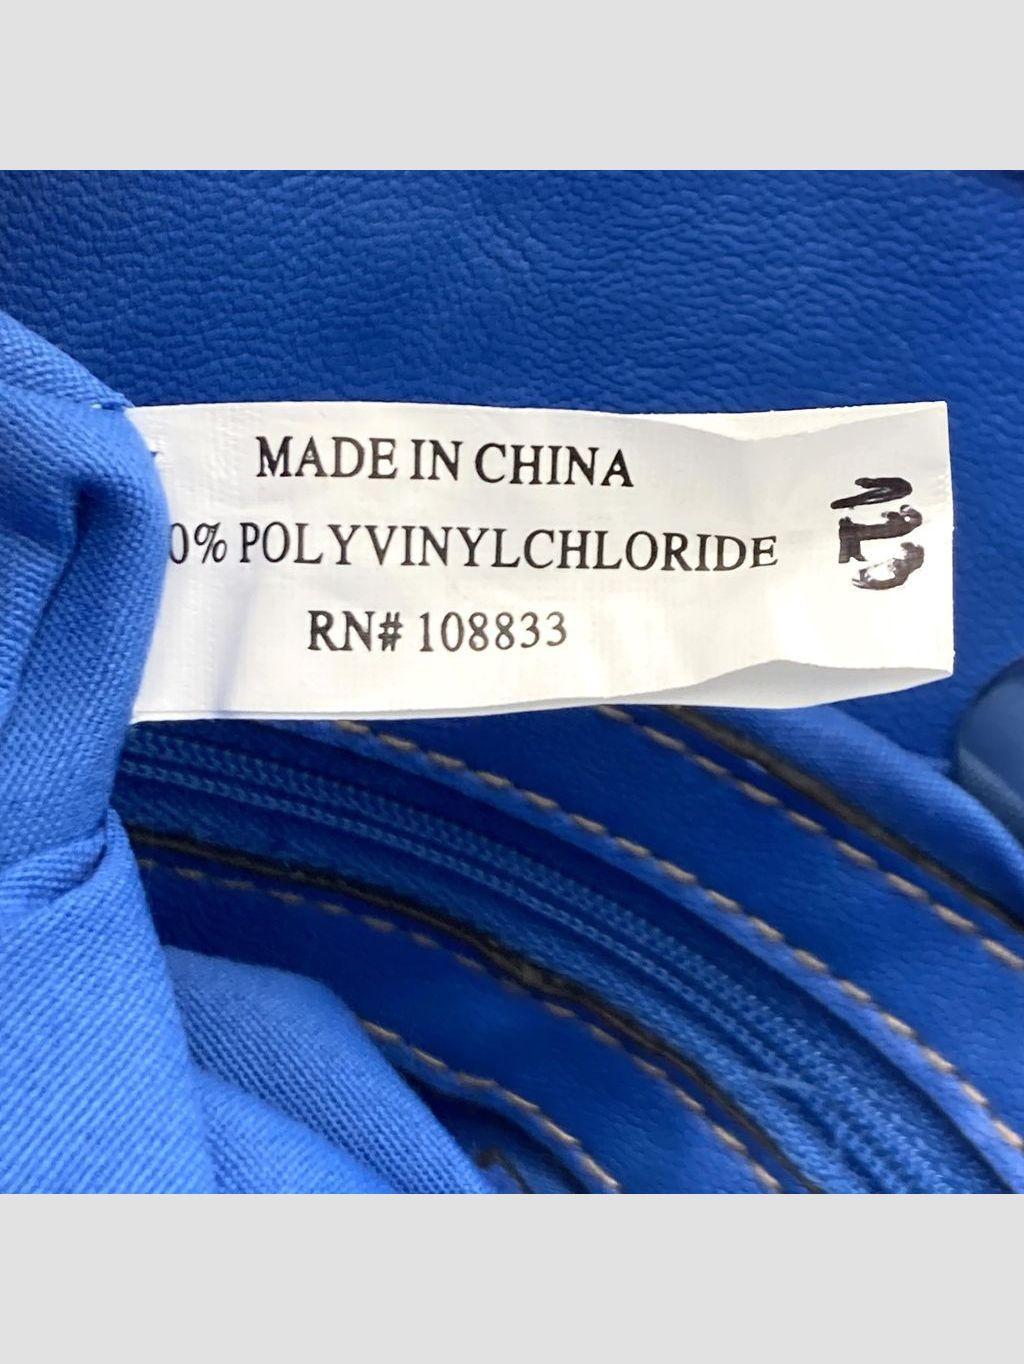 MADE IN CHINA
0% POLYVINYLCHLORIDE
RN# 108833